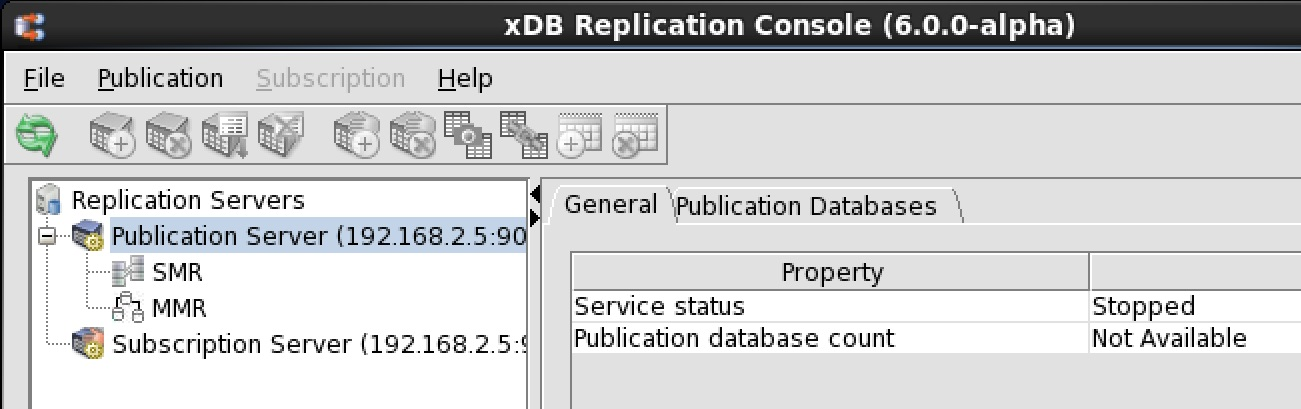 xDB Replication Console (6.0.0-alpha)
File Publication Subscription Help
Replication Servers
Publication Server (192.168.2.5:90
SMR
MMR
Subscription Server (192.168.2.5:9
General Publication Databases
Property
Service status Stopped
Publication database count Not Available